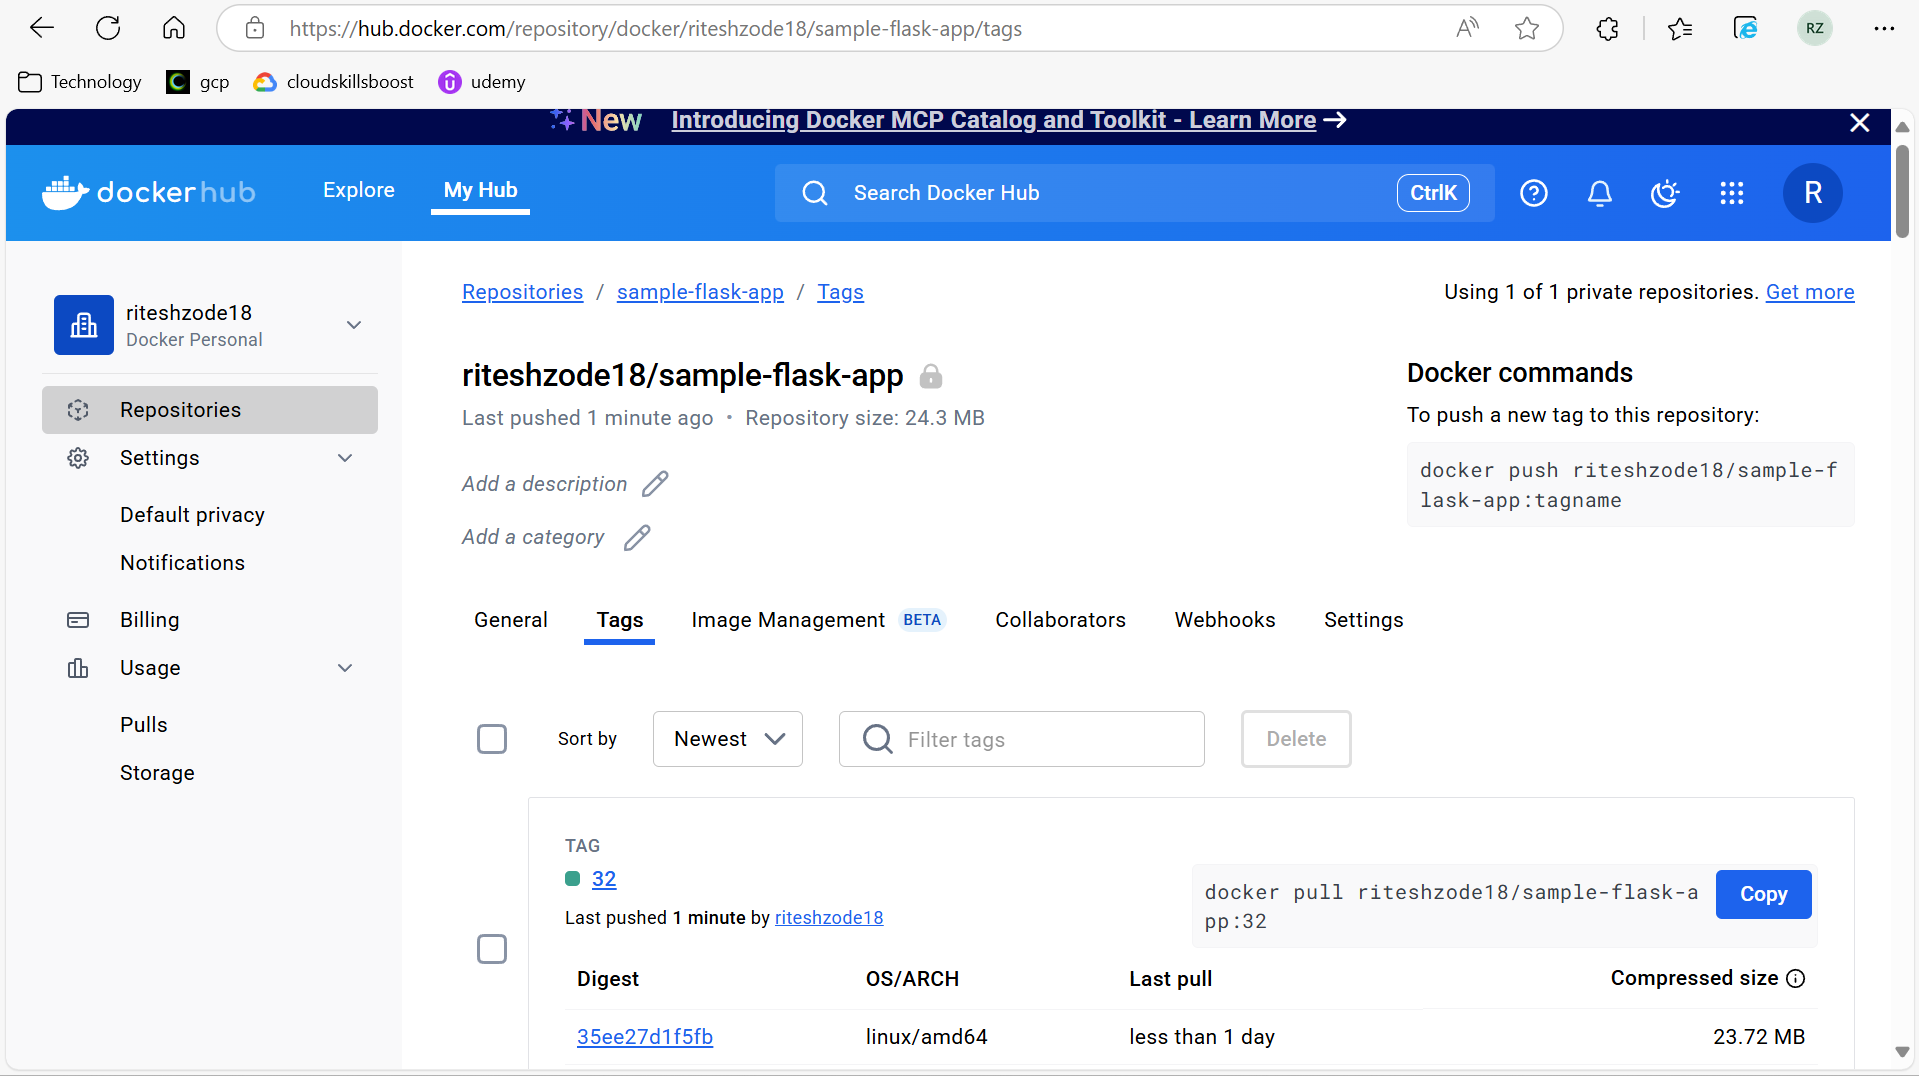 https://hub.docker.com/repository/docker/riteshzode18/sample-flask-app/tags
RZ
Technology
gcp
cloudskillsboost
udemy
New Introducing Docker MCP Catalog and Toolkit - Learn More →
dockerhub
Explore
My Hub
Search Docker Hub
CtrlK
R
riteshzode18
Docker Personal
Repositories
Settings
Default privacy
Notifications
Billing
Usage
Pulls
Storage
Repositories / sample-flask-app / Tags
Using 1 of 1 private repositories. Get more
riteshzode18/sample-flask-app
Last pushed 1 minute ago • Repository size: 24.3 MB
Add a description
Add a category
Docker commands
To push a new tag to this repository:
docker push riteshzode18/sample-f
lask-app:tagname
General
Tags
Image Management BETA
Collaborators
Webhooks
Settings
Sort by
Newest
Filter tags
Delete
TAG
32
Last pushed 1 minute by riteshzode18
docker pull riteshzode18/sample-flask-a
pp:32
Copy
Digest
OS/ARCH
Last pull
Compressed size
35ee27d1f5fb
linux/amd64
less than 1 day
23.72 MB